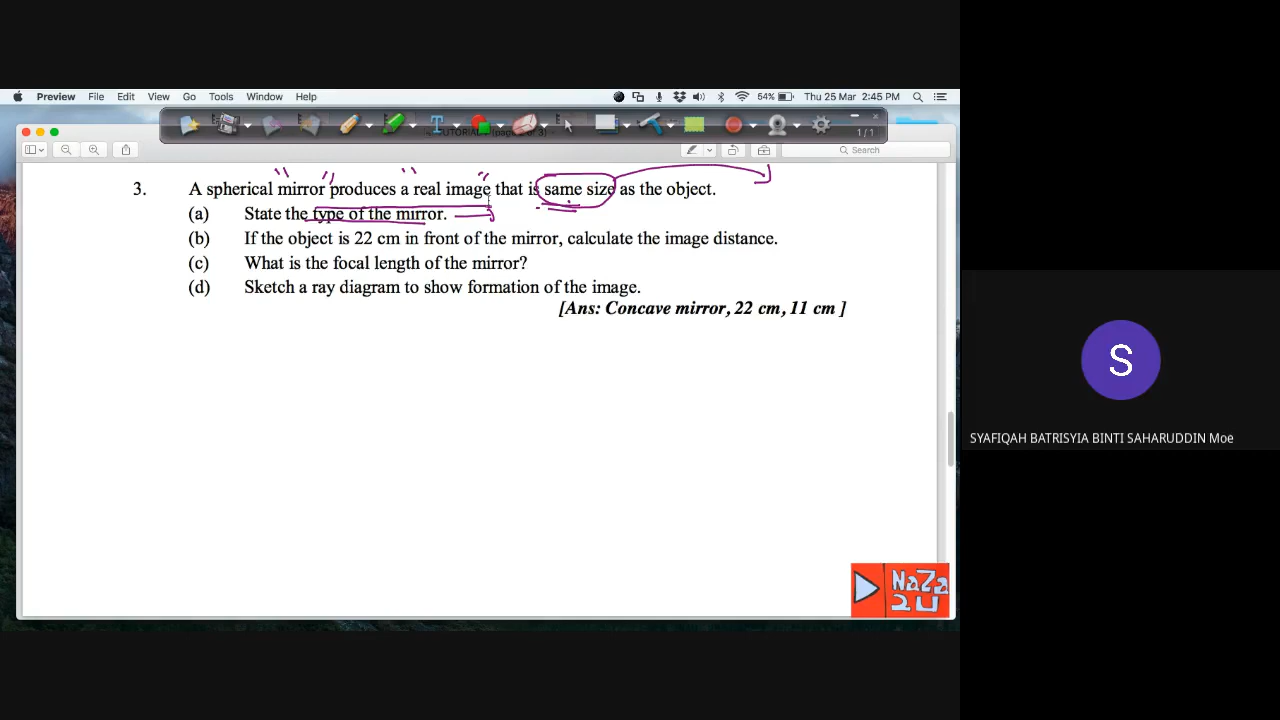 Preview File Edit View Go Tools Window Help 64% Thu 25 Mar 2:45 PM
1/1
Search
3. A spherical mirror produces a real image that is same size as the object.
(a) State the type of the mirror.
(b) If the object is 22 cm in front of the mirror, calculate the image distance.
(c) What is the focal length of the mirror?
(d) Sketch a ray diagram to show formation of the image.
[Ans: Concave mirror, 22 cm, 11 cm ]
S
SYAFIQAH BATRISYIA BINTI SAHARUDDIN Moe
NaZa
2U